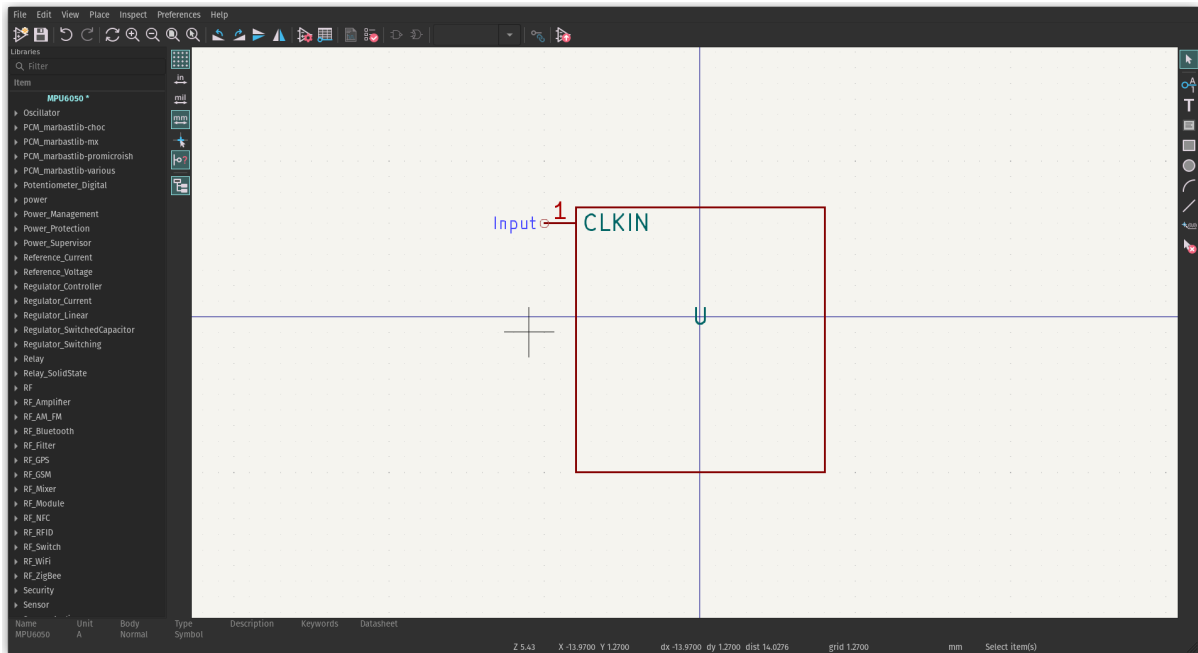 File Edit View Place Inspect Preferences Help
Libraries
Filter
Item
MPU6050 *
Oscillator
PCM_marbastlib-choc
PCM_marbastlib-mx
PCM_marbastlib-promicroish
PCM_marbastlib-various
Potentiometer_Digital
power
Power_Management
Power_Protection
Power_Supervisor
Reference_Current
Reference_Voltage
Regulator_Controller
Regulator_Current
Regulator_Linear
Regulator_SwitchedCapacitor
Regulator_Switching
Relay
Relay_SolidState
RF
RF_Amplifier
RF_AM_FM
RF_Bluetooth
RF_Filter
RF_GPS
RF_GSM
RF_Mixer
RF_Module
RF_NFC
RF_RFID
RF_Switch
RF_WiFi
RF_ZigBee
Security
Sensor
in
mil
mm
Input
1
CLKIN
U
A
T
Name Unit Body Type Description Keywords Datasheet
MPU6050 A Normal Symbol
Z 5.43 X -13.9700 Y 1.2700 dx -13.9700 dy 1.2700 dist 14.0276 grid 1.2700 mm Select item(s)